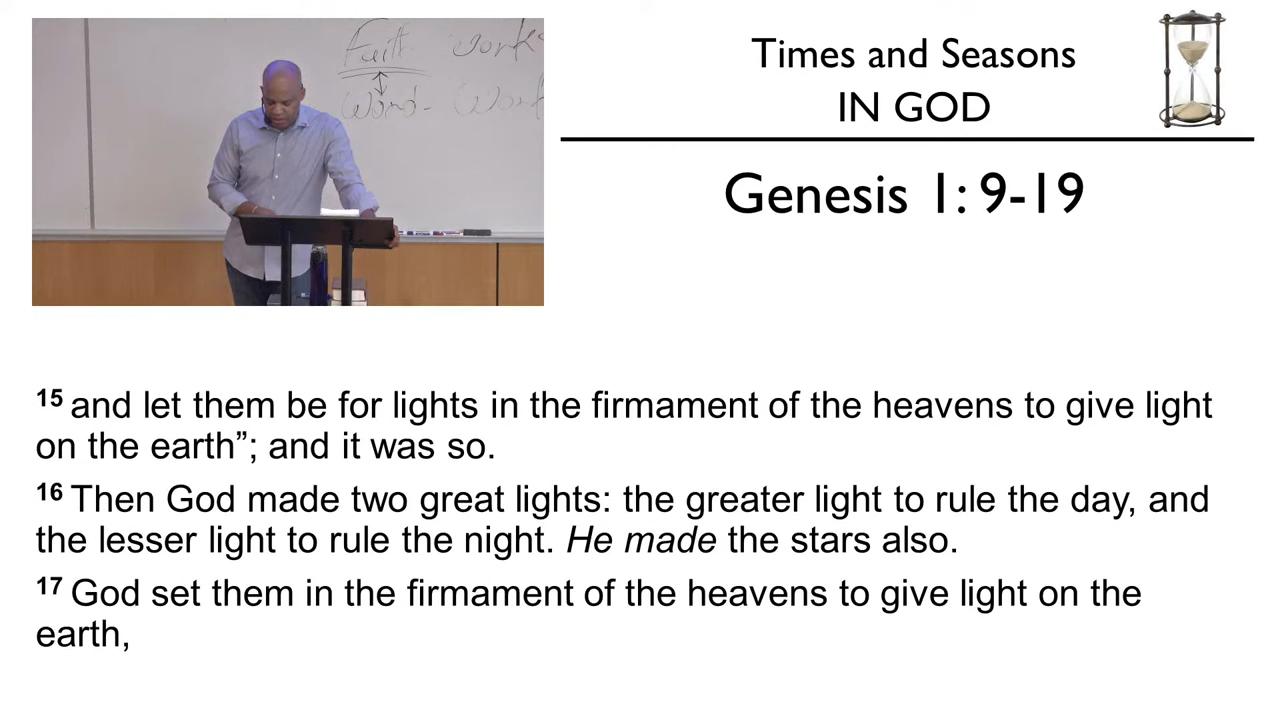 Faith work
Word- Work
Times and Seasons
IN GOD
Genesis 1: 9-19
15 and let them be for lights in the firmament of the heavens to give light
on the earth”; and it was so.
16 Then God made two great lights: the greater light to rule the day, and
the lesser light to rule the night. He made the stars also.
17 God set them in the firmament of the heavens to give light on the
earth,